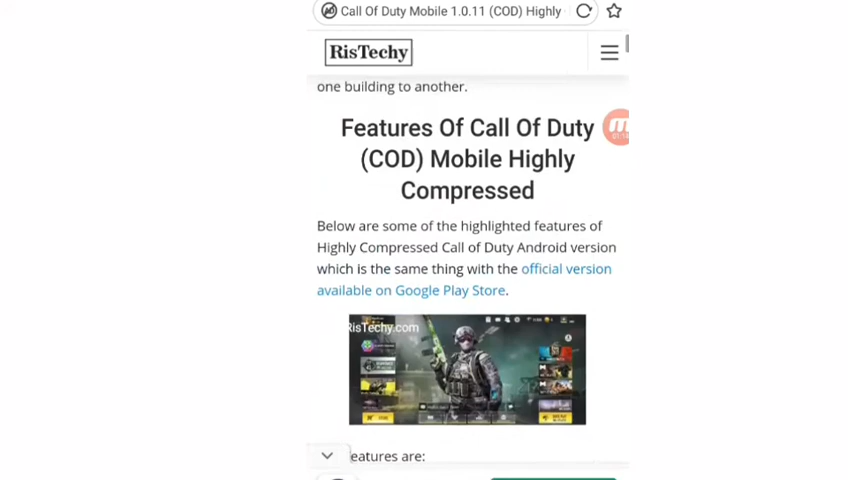 Call Of Duty Mobile 1.0.11 (COD) Highly
RisTechy
one building to another.
Features Of Call Of Duty
(COD) Mobile Highly
Compressed
Below are some of the highlighted features of
Highly Compressed Call of Duty Android version
which is the same thing with the official version
available on Google Play Store.
RisTechy.com
eatures are: